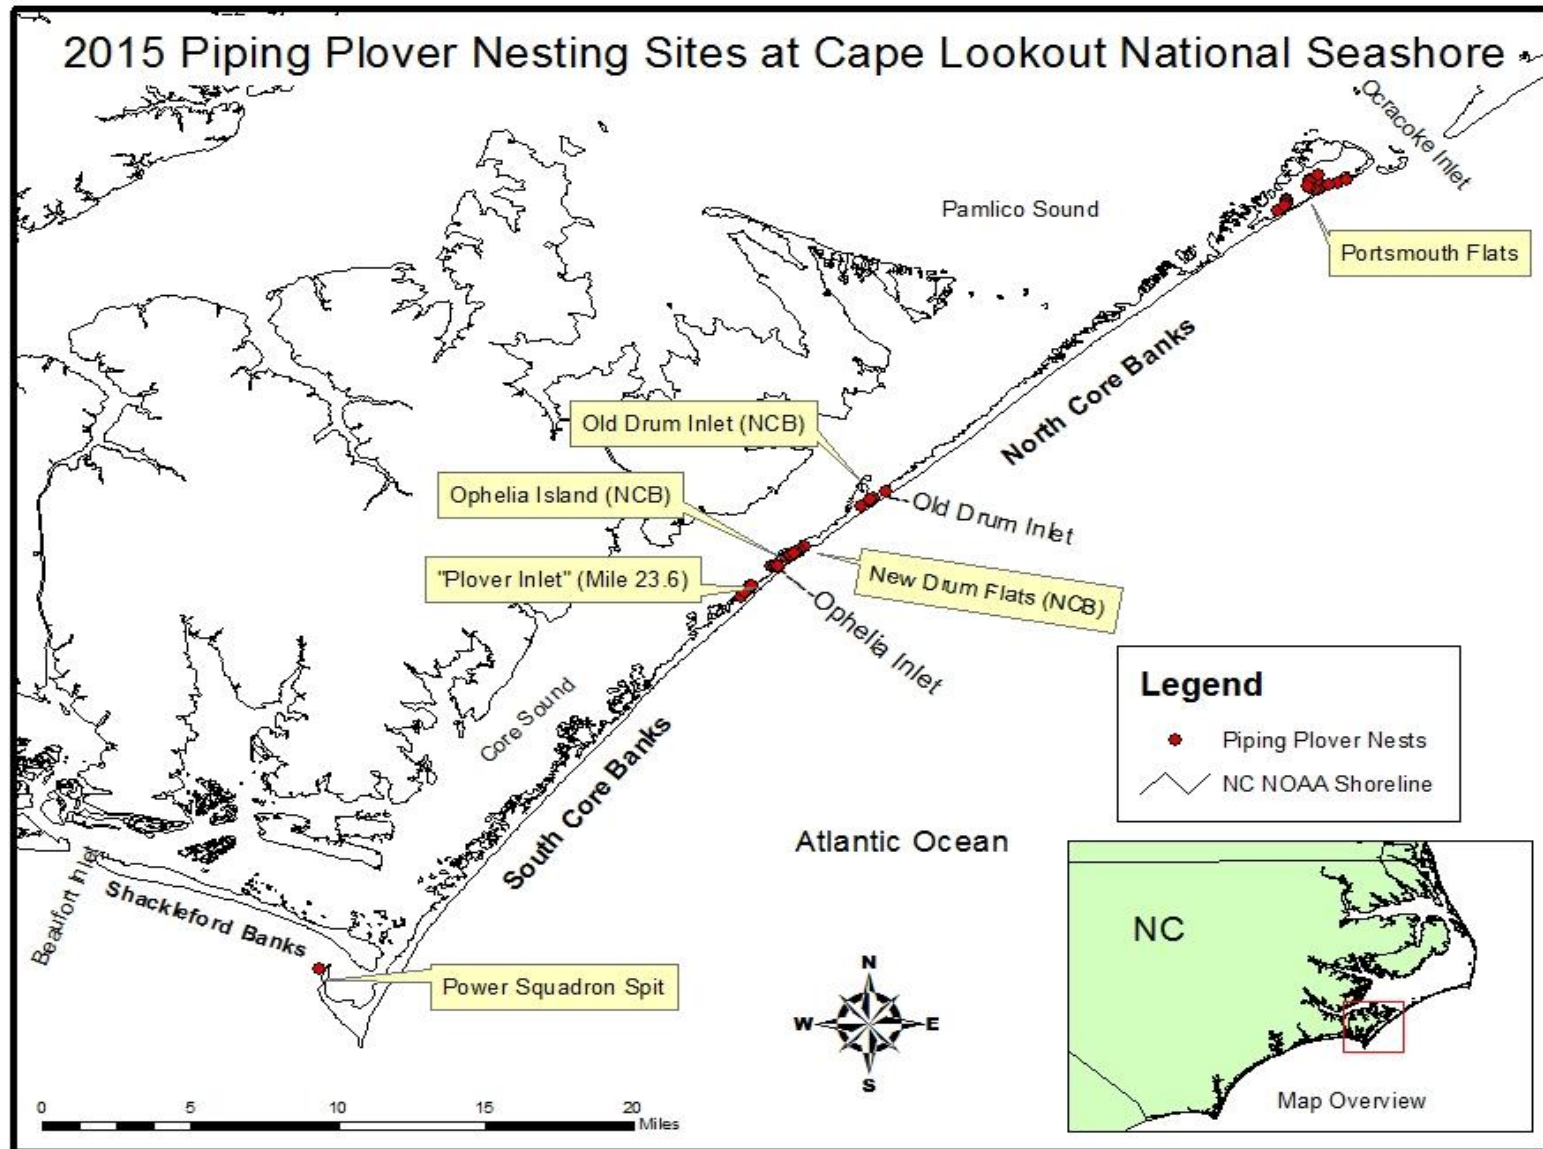 2015 Piping Plover Nesting Sites at Cape Lookout National Seashore
Ocracoke Inlet
Pamlico Sound
Portsmouth Flats
North Core Banks
Old Drum Inlet (NCB)
Ophelia Island (NCB)
Old Drum Inlet
"Plover Inlet" (Mile 23.6)
New Drum Flats (NCB)
Ophelia Inlet
Core Sound
South Core Banks
Atlantic Ocean
Beaufort Inlet
Shackleford Banks
Power Squadron Spit
Legend
Piping Plover Nests
NC NOAA Shoreline
N
W E
S
NC
Map Overview
0 5 10 15 20
Miles